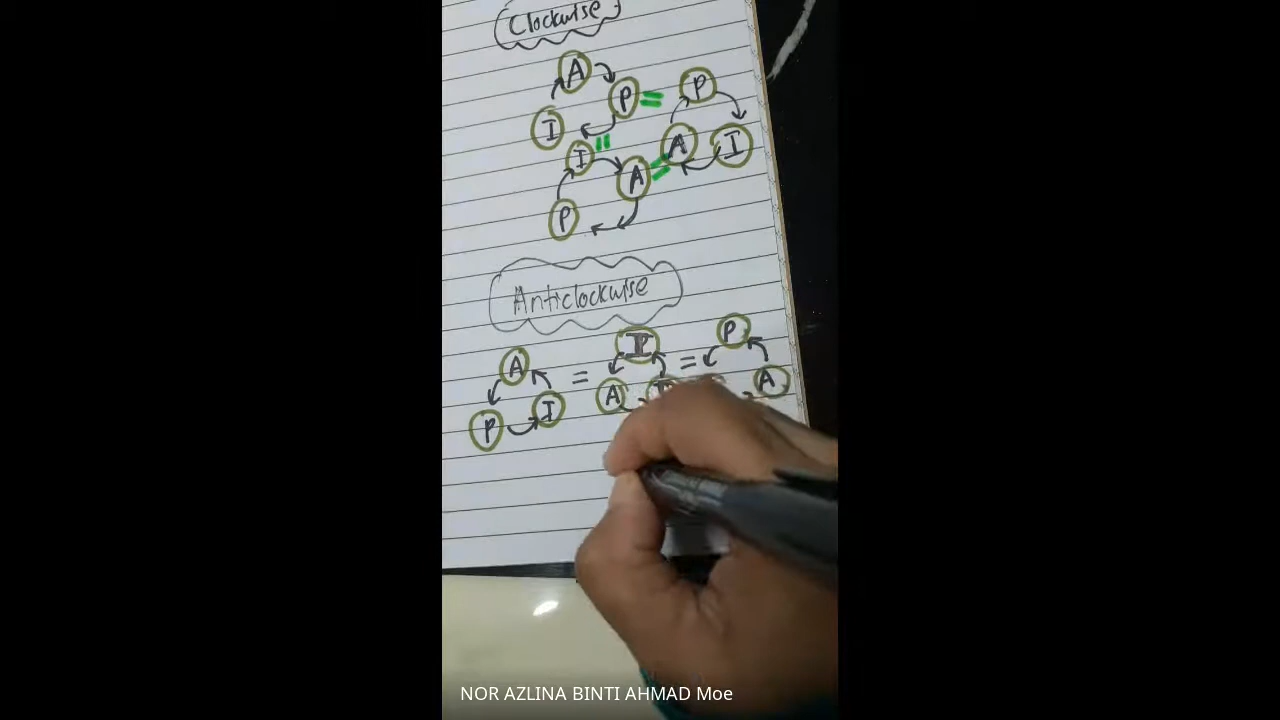 Clockwise
A
P = P
I I
I || A
A =
P
Anticlockwise
A = I = P
P I A A
NOR AZLINA BINTI AHMAD Moe